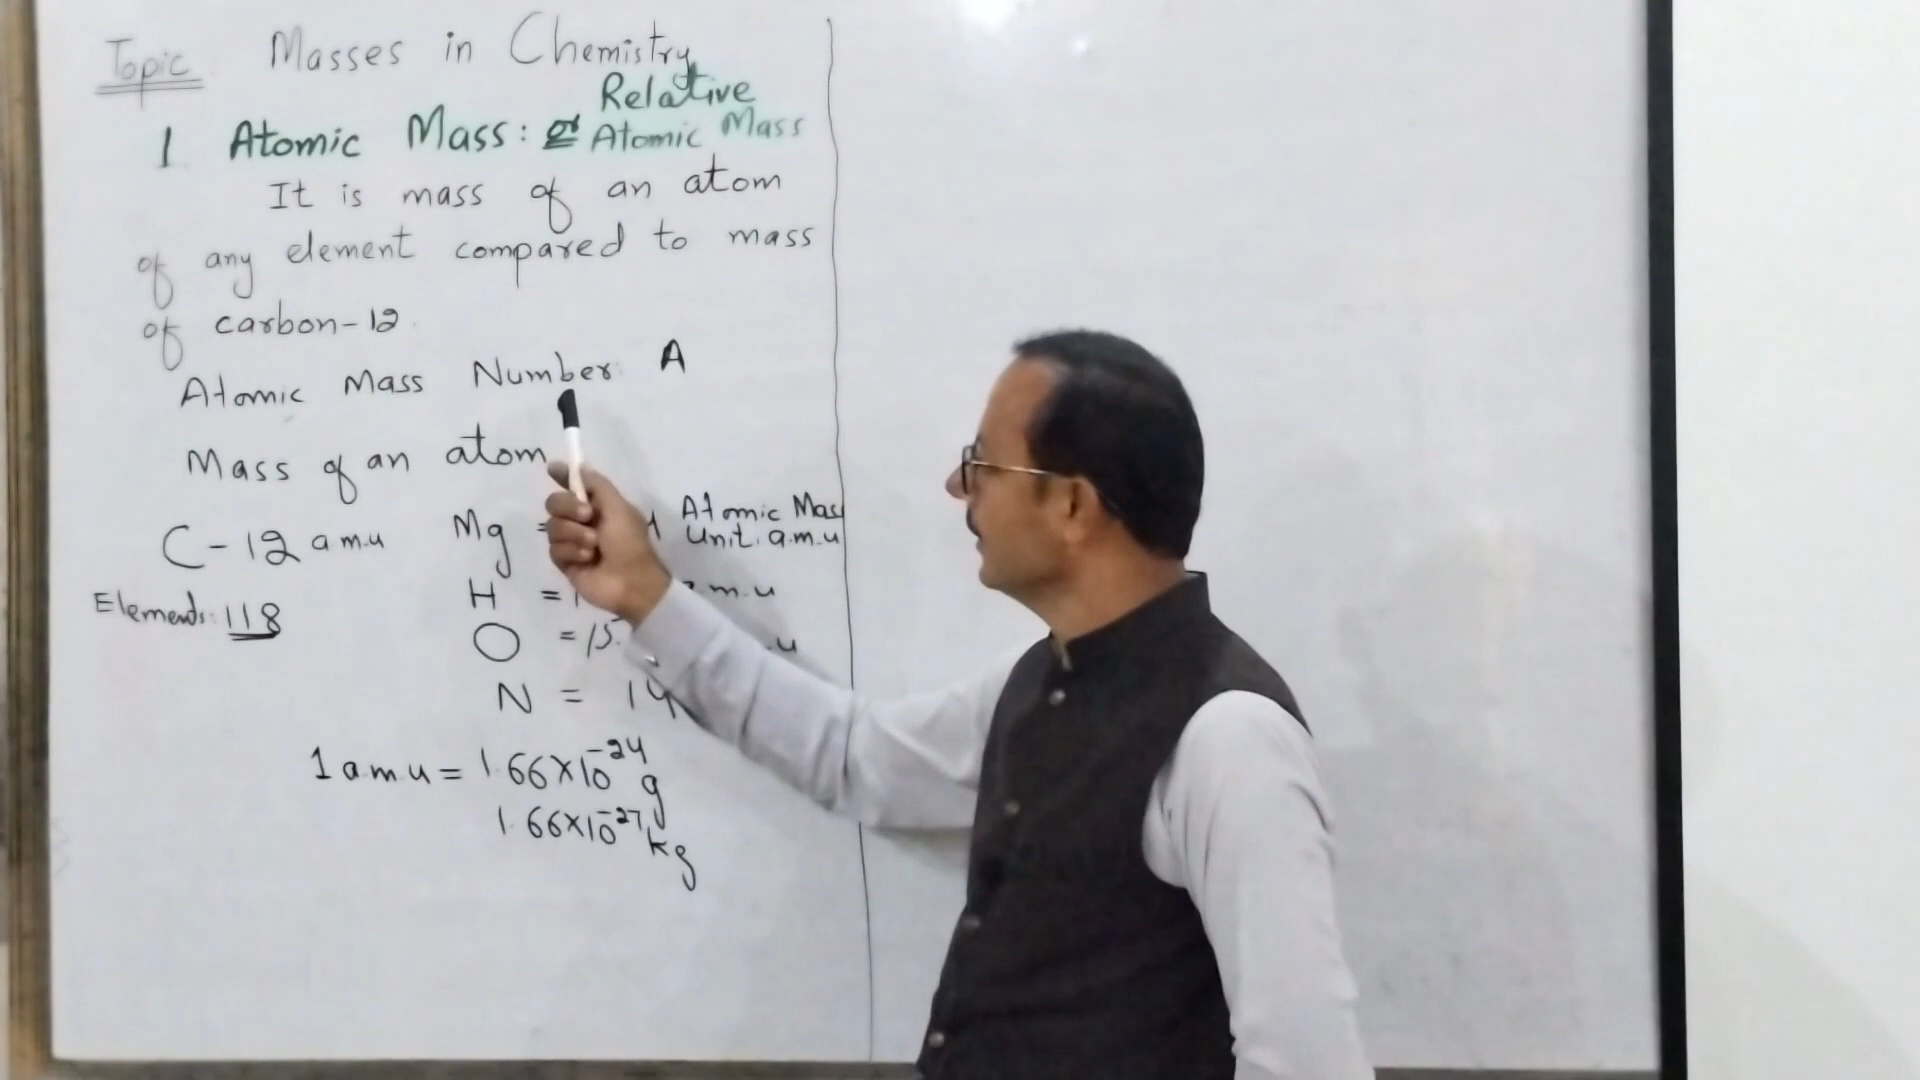 Topic Masses in Chemistry
1 Atomic Mass: or Relative Atomic Mass
It is mass of an atom
of any element compared to mass
of carbon-12.
Atomic Mass Number: A
Mass of an atom
C-12 a.m.u Mg = Atomic Mass
Unit. a.m.u
H = m.u
Elements: 118
O = 15. .u
N = 14
1 a.m.u = 1.66×10⁻²⁴ g
1.66×10⁻²⁷ kg